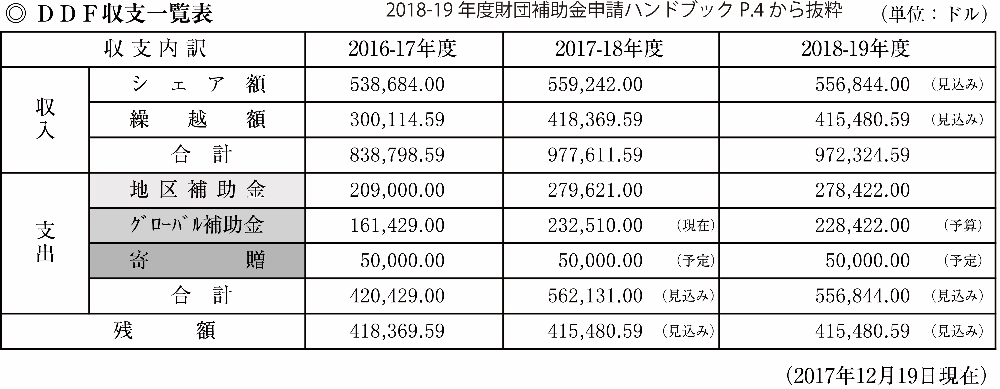 ◎ ＤＤＦ収支一覧表 2018-19 年度財団補助金申請ハンドブック P.4 から抜粋 （単位：ドル）
収支内訳 2016-17年度 2017-18年度 2018-19年度
収入 シェア額 538,684.00 559,242.00 556,844.00 （見込み）
繰越額 300,114.59 418,369.59 415,480.59 （見込み）
合計 838,798.59 977,611.59 972,324.59
支出 地区補助金 209,000.00 279,621.00 278,422.00
ｸﾞﾛｰﾊﾞﾙ補助金 161,429.00 232,510.00 （現在） 228,422.00 （予算）
寄贈 50,000.00 50,000.00 （予定） 50,000.00 （予定）
合計 420,429.00 562,131.00 （見込み） 556,844.00 （見込み）
残額 418,369.59 415,480.59 （見込み） 415,480.59 （見込み）
（2017年12月19日現在）